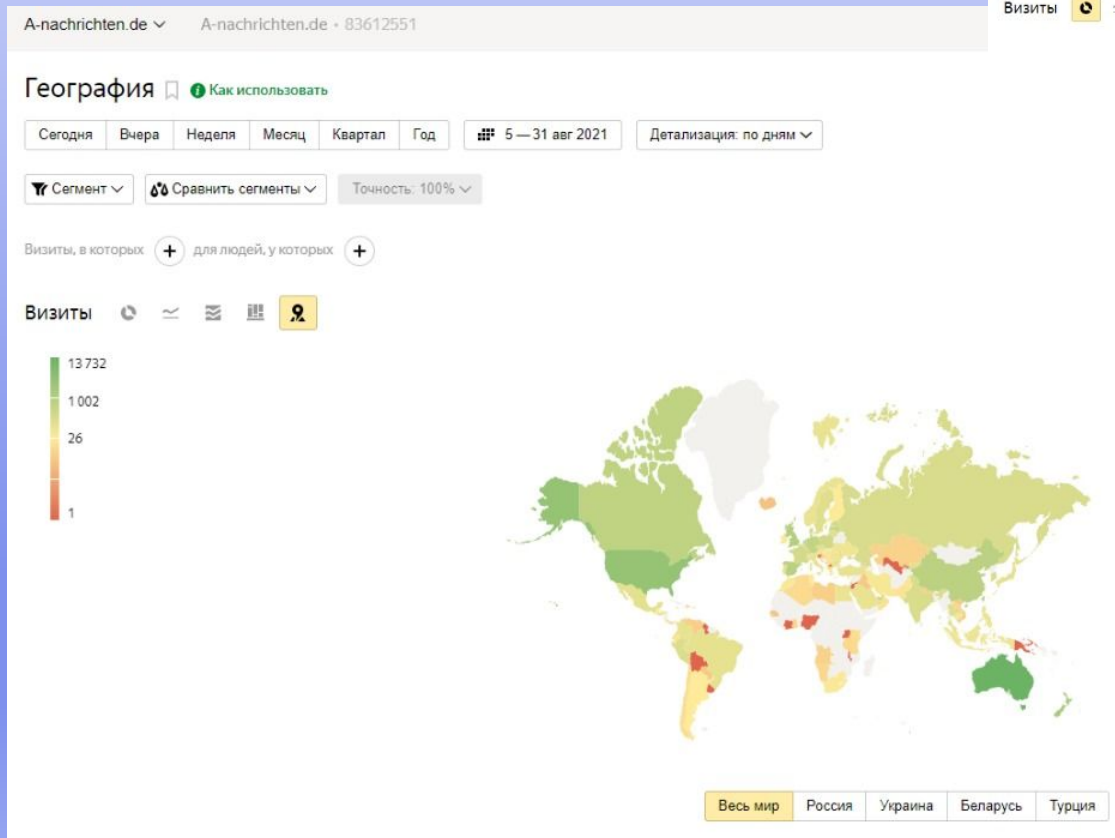 A-nachrichten.de A-nachrichten.de • 83612551
Визиты
География Как использовать
Сегодня Вчера Неделя Месяц Квартал Год 5 — 31 авг 2021 Детализация: по дням
Сегмент Сравнить сегменты Точность: 100%
Визиты, в которых + для людей, у которых +
Визиты
13 732
1 002
26
1
Весь мир Россия Украина Беларусь Турция